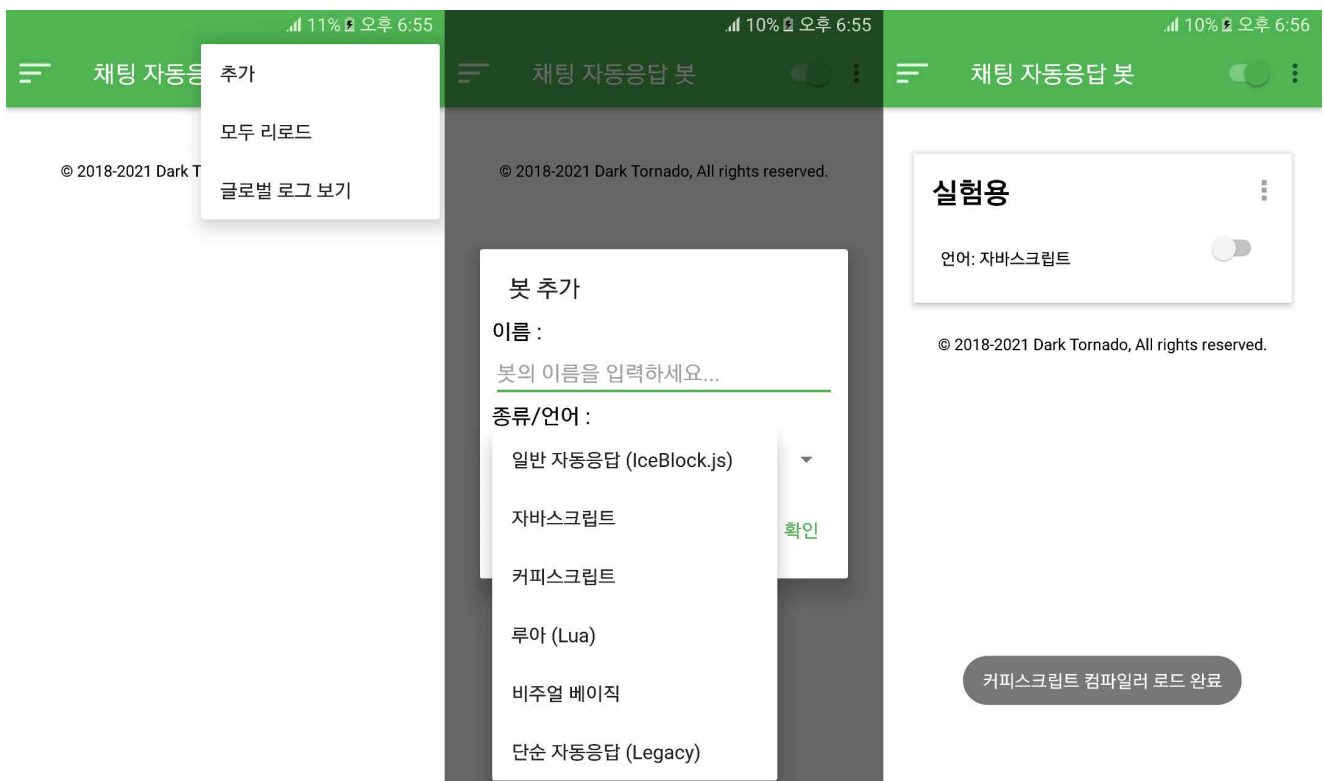 11% 오후 6:55
채팅 자동응
추가
모두 리로드
글로벌 로그 보기
© 2018-2021 Dark T
10% 오후 6:55
채팅 자동응답 봇
© 2018-2021 Dark Tornado, All rights reserved.
봇 추가
이름 :
봇의 이름을 입력하세요...
종류/언어 :
일반 자동응답 (IceBlock.js)
자바스크립트
확인
커피스크립트
루아 (Lua)
비주얼 베이직
단순 자동응답 (Legacy)
10% 오후 6:56
채팅 자동응답 봇
실험용
언어: 자바스크립트
© 2018-2021 Dark Tornado, All rights reserved.
커피스크립트 컴파일러 로드 완료